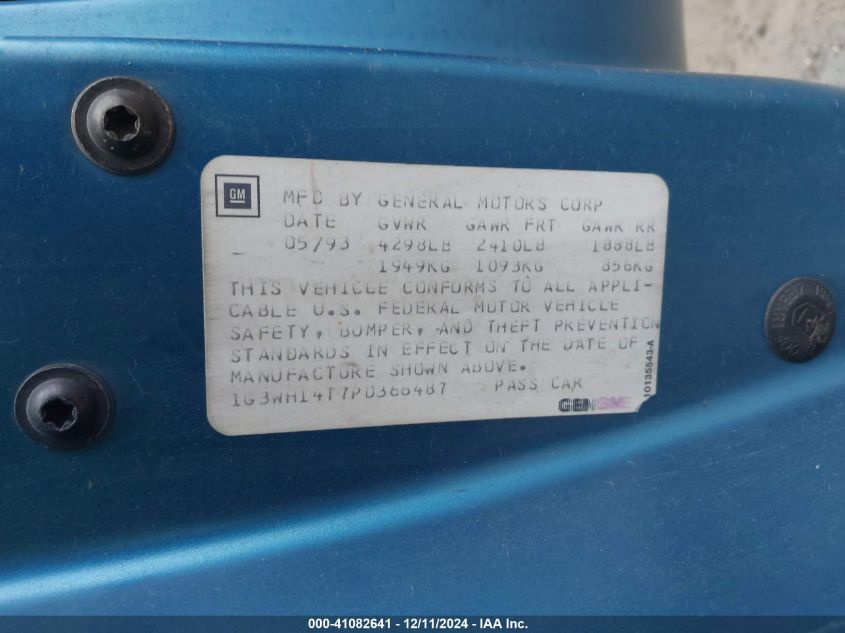 GM
MFD BY GENERAL MOTORS CORP
DATE GVWR GAWR FRT GAWR RR
05/93 4298LB 2410LB 1888LB
1949KG 1093KG 856KG
THIS VEHICLE CONFORMS TO ALL APPLI-
CABLE U.S. FEDERAL MOTOR VEHICLE
SAFETY, BUMPER, AND THEFT PREVENTION
STANDARDS IN EFFECT ON THE DATE OF
MANUFACTURE SHOWN ABOVE.
1G3WH14T7PD366487 PASS CAR
10135543-A
000-41082641 - 12/11/2024 - IAA Inc.